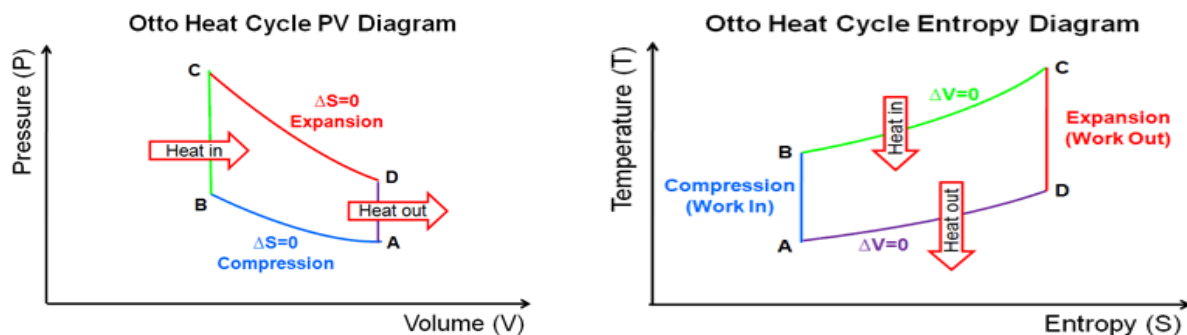 Otto Heat Cycle PV Diagram
Pressure (P)
C
ΔS=0
Expansion
Heat in
D
B
Heat out
ΔS=0
Compression
A
Volume (V)
Otto Heat Cycle Entropy Diagram
Temperature (T)
C
ΔV=0
Heat in
Expansion
(Work Out)
B
Compression
(Work In)
D
Heat out
A
ΔV=0
Entropy (S)